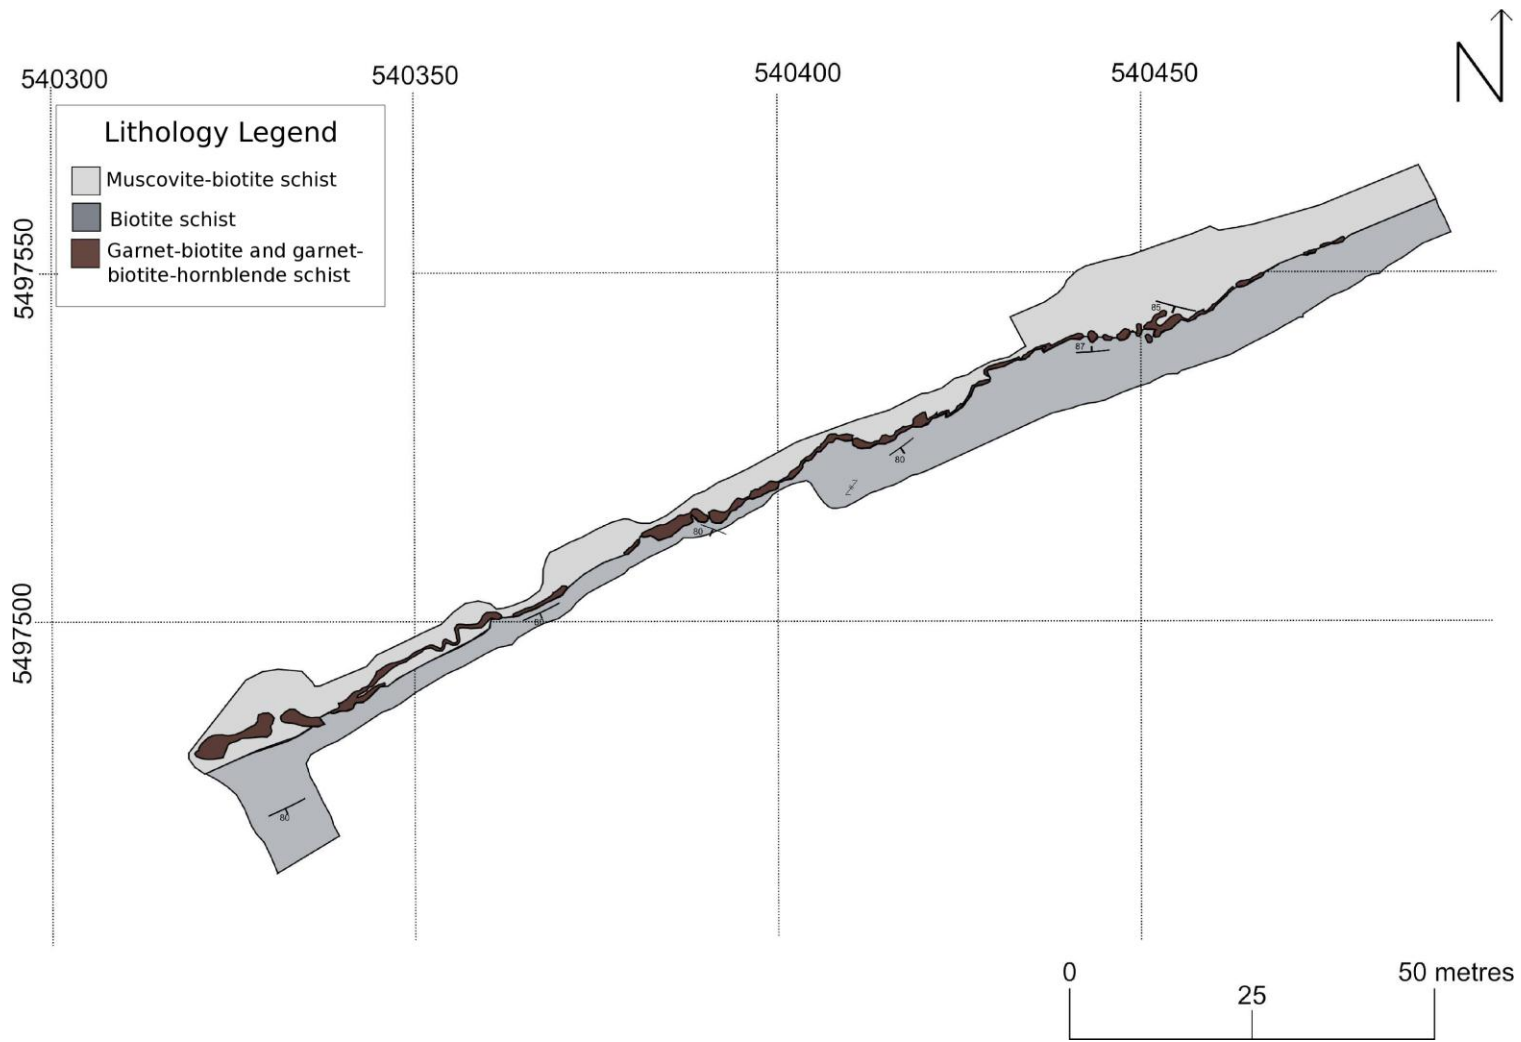 N
540300
540350
540400
540450
Lithology Legend
Muscovite-biotite schist
Biotite schist
Garnet-biotite and garnet-
biotite-hornblende schist
5497550
85
87
80
80
5497500
80
0
25
50 metres